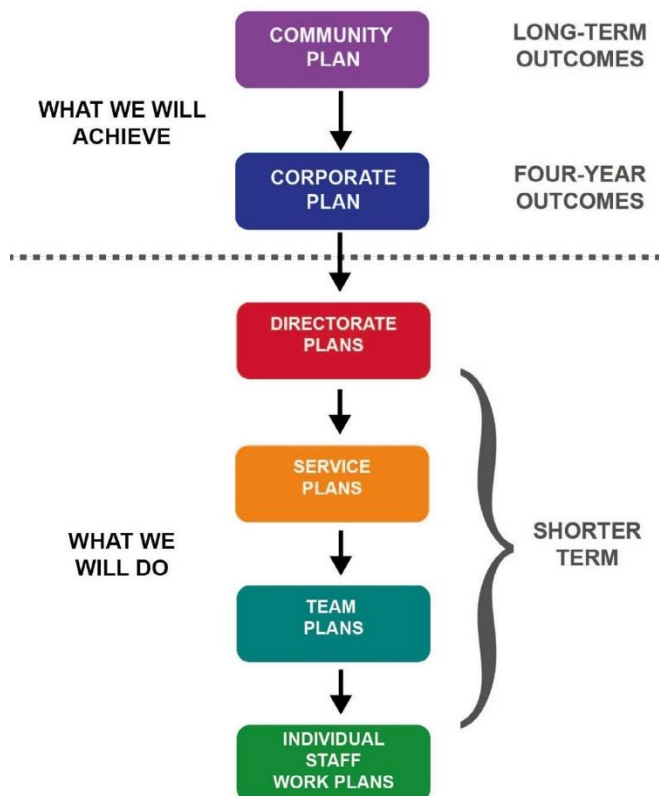 COMMUNITY
PLAN
LONG-TERM
OUTCOMES
WHAT WE WILL
ACHIEVE
CORPORATE
PLAN
FOUR-YEAR
OUTCOMES
DIRECTORATE
PLANS
SERVICE
PLANS
WHAT WE
WILL DO
SHORTER
TERM
TEAM
PLANS
INDIVIDUAL
STAFF
WORK PLANS